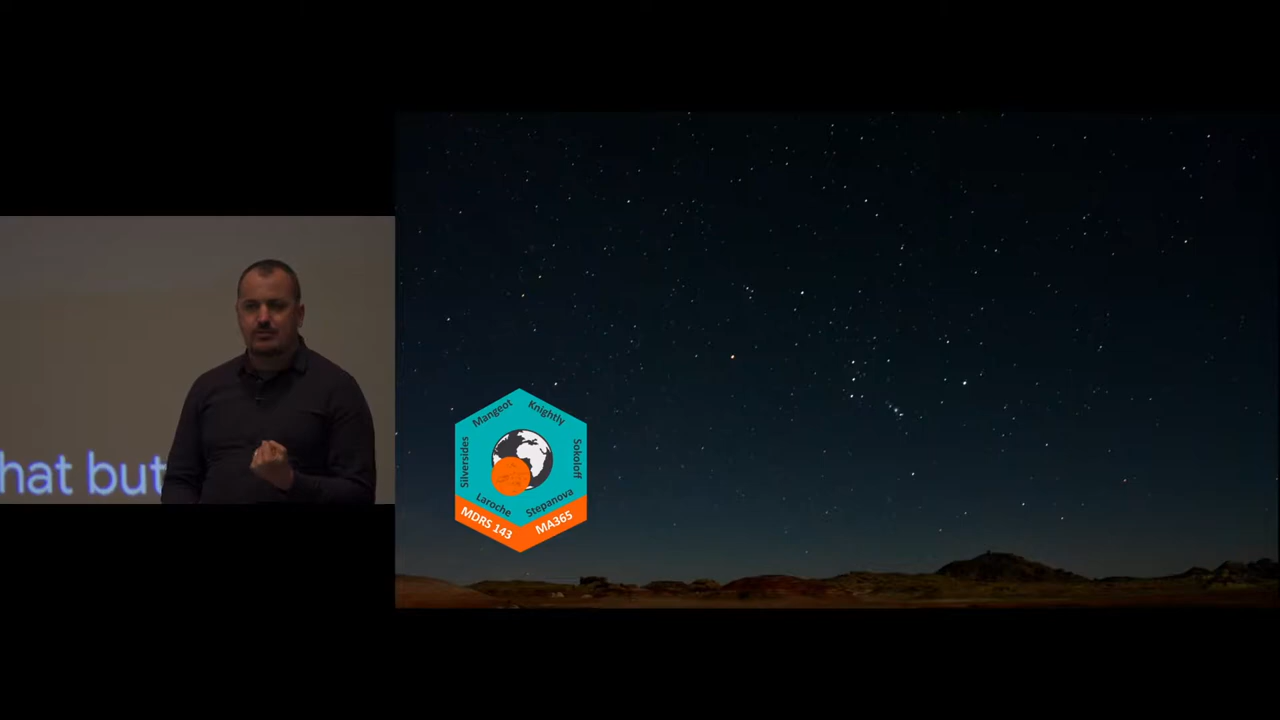 hat but
Mangeot
Knightly
Silversides
Sokoloff
Laroche
Stepanova
MDRS 143
MA365